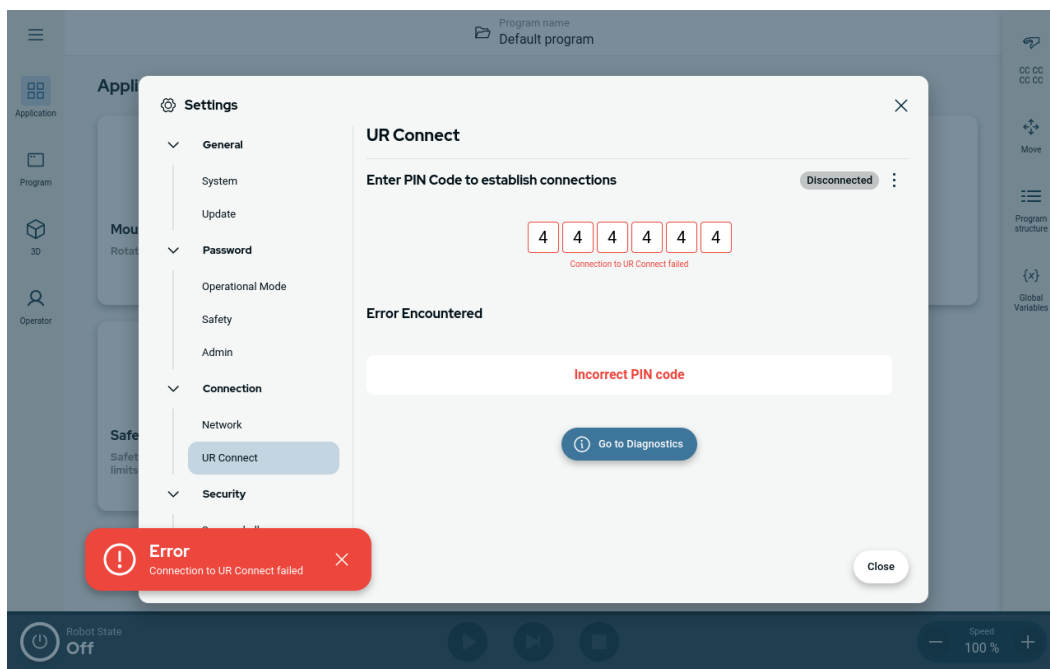 Program name
Default program
Application
Program
3D
Operator
Appli
Mou
Rotat
Safe
Safet
limits
Settings
General
System
Update
Password
Operational Mode
Safety
Admin
Connection
Network
UR Connect
Security
UR Connect
Enter PIN Code to establish connections
Disconnected
4 4 4 4 4 4
Connection to UR Connect failed
Error Encountered
Incorrect PIN code
Go to Diagnostics
Close
Error
Connection to UR Connect failed
CC CC
CC CC
Move
Program
structure
{x}
Global
Variables
Robot State
Off
Speed
100 %